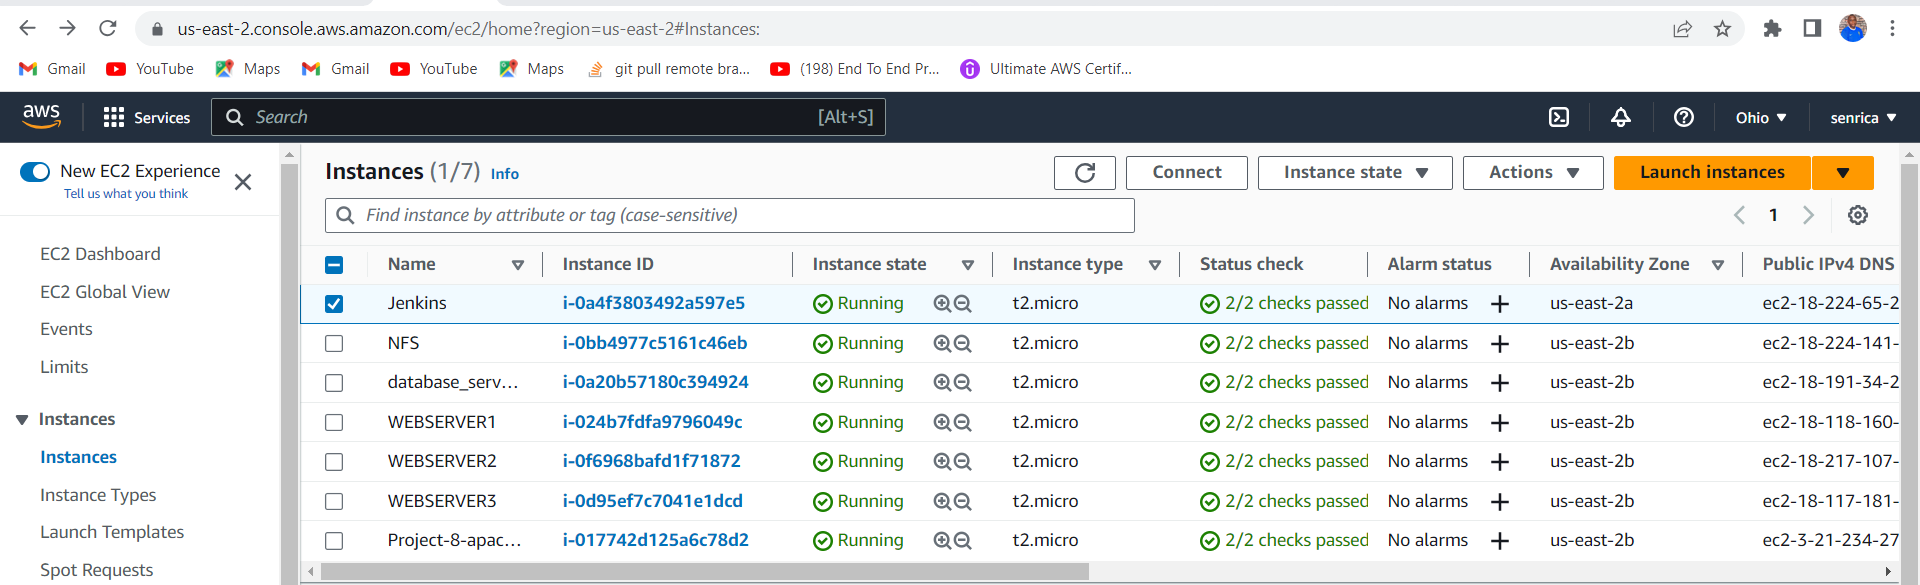 us-east-2.console.aws.amazon.com/ec2/home?region=us-east-2#Instances:
Gmail YouTube Maps Gmail YouTube Maps git pull remote bra... (198) End To End Pr... Ultimate AWS Certif...
aws Services Search [Alt+S] Ohio senrica
New EC2 Experience
Tell us what you think
EC2 Dashboard
EC2 Global View
Events
Limits
Instances
Instances
Instance Types
Launch Templates
Spot Requests
Instances (1/7) Info Connect Instance state Actions Launch instances
Find instance by attribute or tag (case-sensitive) 1
Name Instance ID Instance state Instance type Status check Alarm status Availability Zone Public IPv4 DNS
Jenkins i-0a4f3803492a597e5 Running t2.micro 2/2 checks passed No alarms us-east-2a ec2-18-224-65-2
NFS i-0bb4977c5161c46eb Running t2.micro 2/2 checks passed No alarms us-east-2b ec2-18-224-141-
database_serv... i-0a20b57180c394924 Running t2.micro 2/2 checks passed No alarms us-east-2b ec2-18-191-34-2
WEBSERVER1 i-024b7fdfa9796049c Running t2.micro 2/2 checks passed No alarms us-east-2b ec2-18-118-160-
WEBSERVER2 i-0f6968bafd1f71872 Running t2.micro 2/2 checks passed No alarms us-east-2b ec2-18-217-107-
WEBSERVER3 i-0d95ef7c7041e1dcd Running t2.micro 2/2 checks passed No alarms us-east-2b ec2-18-117-181-
Project-8-apac... i-017742d125a6c78d2 Running t2.micro 2/2 checks passed No alarms us-east-2b ec2-3-21-234-27